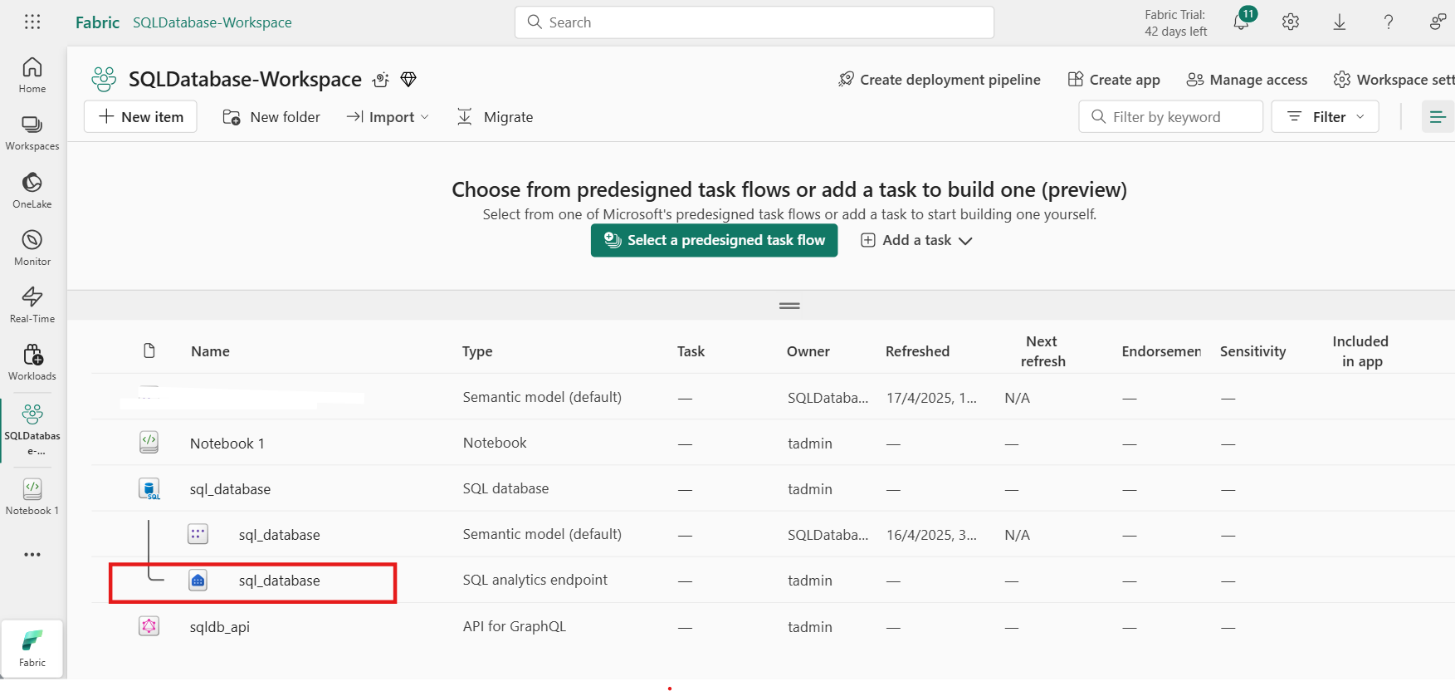 Fabric SQLDatabase-Workspace
Search
Fabric Trial:
42 days left
11
Home
Workspaces
OneLake
Monitor
Real-Time
Workloads
SQLDatabas
e-...
Notebook 1
Fabric
SQLDatabase-Workspace
Create deployment pipeline Create app Manage access Workspace sett
New item New folder Import Migrate
Filter by keyword Filter
Choose from predesigned task flows or add a task to build one (preview)
Select from one of Microsoft's predesigned task flows or add a task to start building one yourself.
Select a predesigned task flow Add a task
Name Type Task Owner Refreshed Next refresh Endorsemen Sensitivity Included in app
Semantic model (default) — SQLDataba... 17/4/2025, 1... N/A — —
Notebook 1 Notebook — tadmin — — — —
sql_database SQL database — tadmin — — — —
sql_database Semantic model (default) — SQLDataba... 16/4/2025, 3... N/A — —
sql_database SQL analytics endpoint — tadmin — — — —
sqldb_api API for GraphQL — tadmin — — — —
SQL